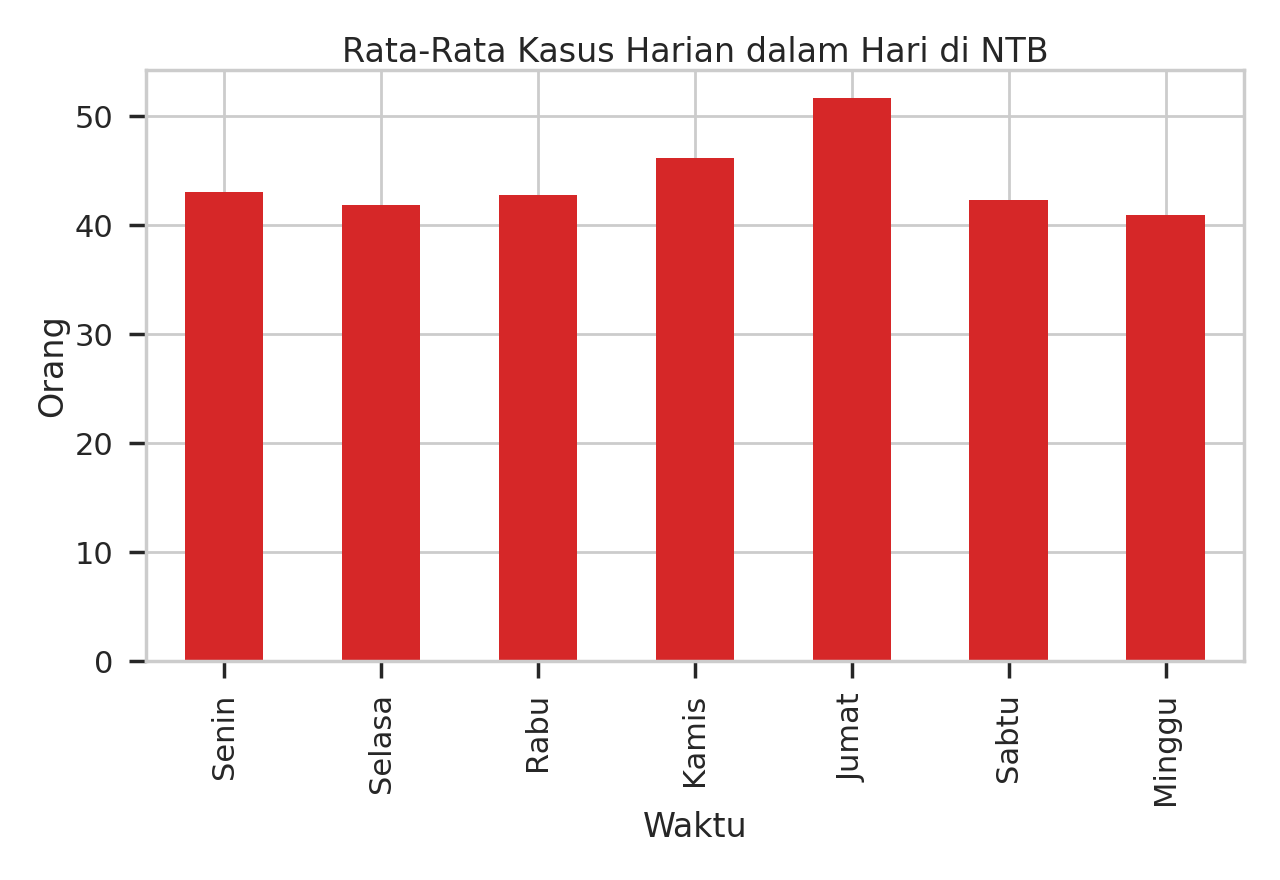 Rata-Rata Kasus Harian dalam Hari di NTB
Orang
50
40
30
20
10
0
Senin
Selasa
Rabu
Kamis
Jumat
Sabtu
Minggu
Waktu